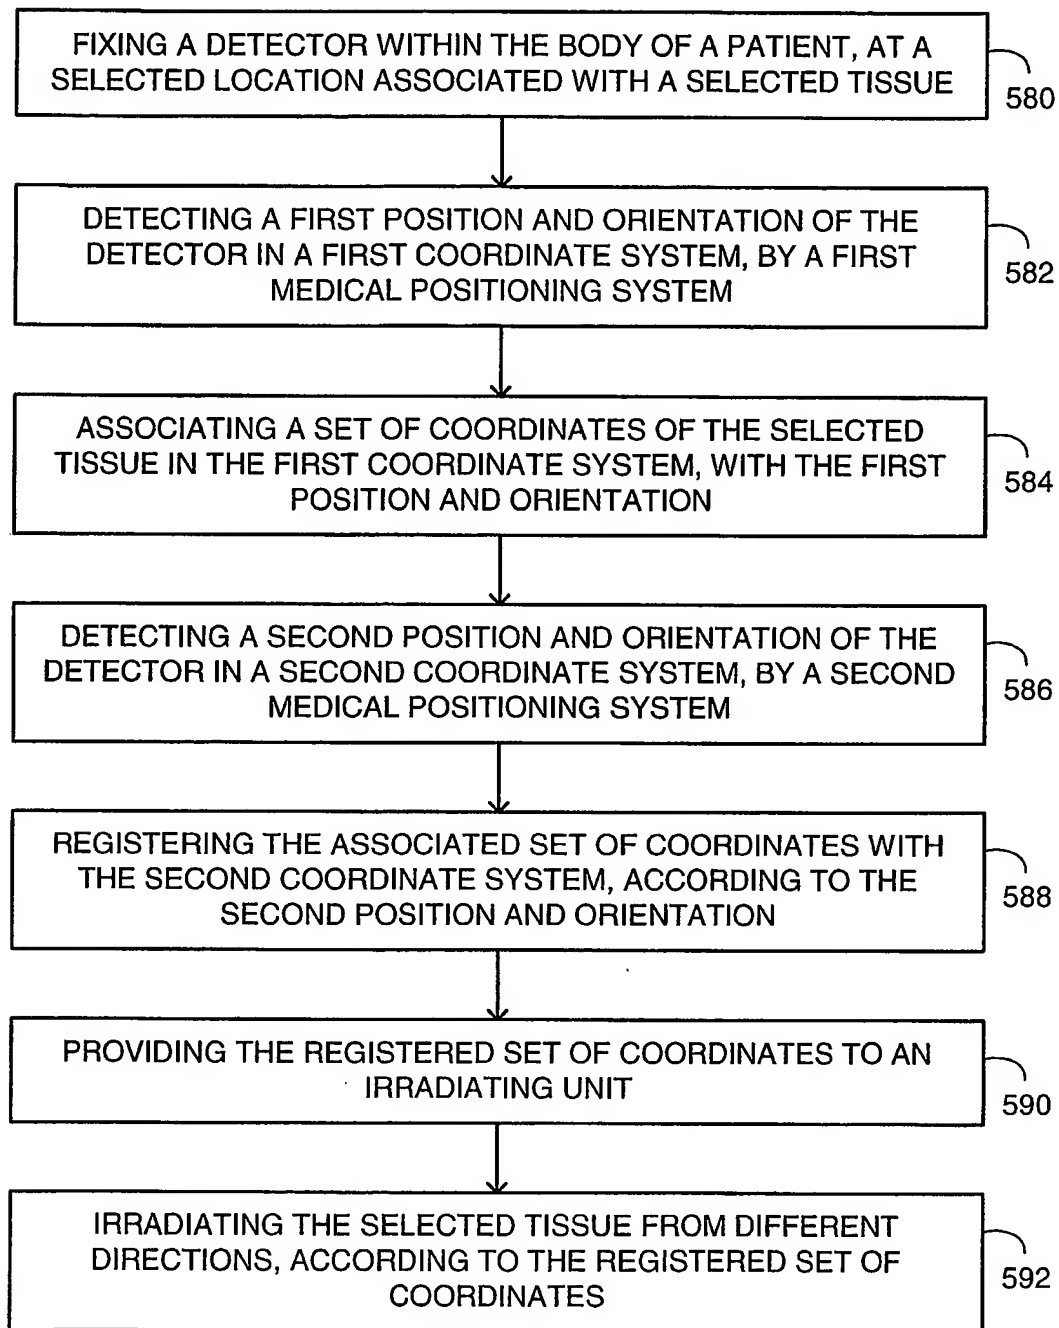 FIXING A DETECTOR WITHIN THE BODY OF A PATIENT, AT A
SELECTED LOCATION ASSOCIATED WITH A SELECTED TISSUE
580
DETECTING A FIRST POSITION AND ORIENTATION OF THE
DETECTOR IN A FIRST COORDINATE SYSTEM, BY A FIRST
MEDICAL POSITIONING SYSTEM
582
ASSOCIATING A SET OF COORDINATES OF THE SELECTED
TISSUE IN THE FIRST COORDINATE SYSTEM, WITH THE FIRST
POSITION AND ORIENTATION
584
DETECTING A SECOND POSITION AND ORIENTATION OF THE
DETECTOR IN A SECOND COORDINATE SYSTEM, BY A SECOND
MEDICAL POSITIONING SYSTEM
586
REGISTERING THE ASSOCIATED SET OF COORDINATES WITH
THE SECOND COORDINATE SYSTEM, ACCORDING TO THE
SECOND POSITION AND ORIENTATION
588
PROVIDING THE REGISTERED SET OF COORDINATES TO AN
IRRADIATING UNIT
590
IRRADIATING THE SELECTED TISSUE FROM DIFFERENT
DIRECTIONS, ACCORDING TO THE REGISTERED SET OF
COORDINATES
592